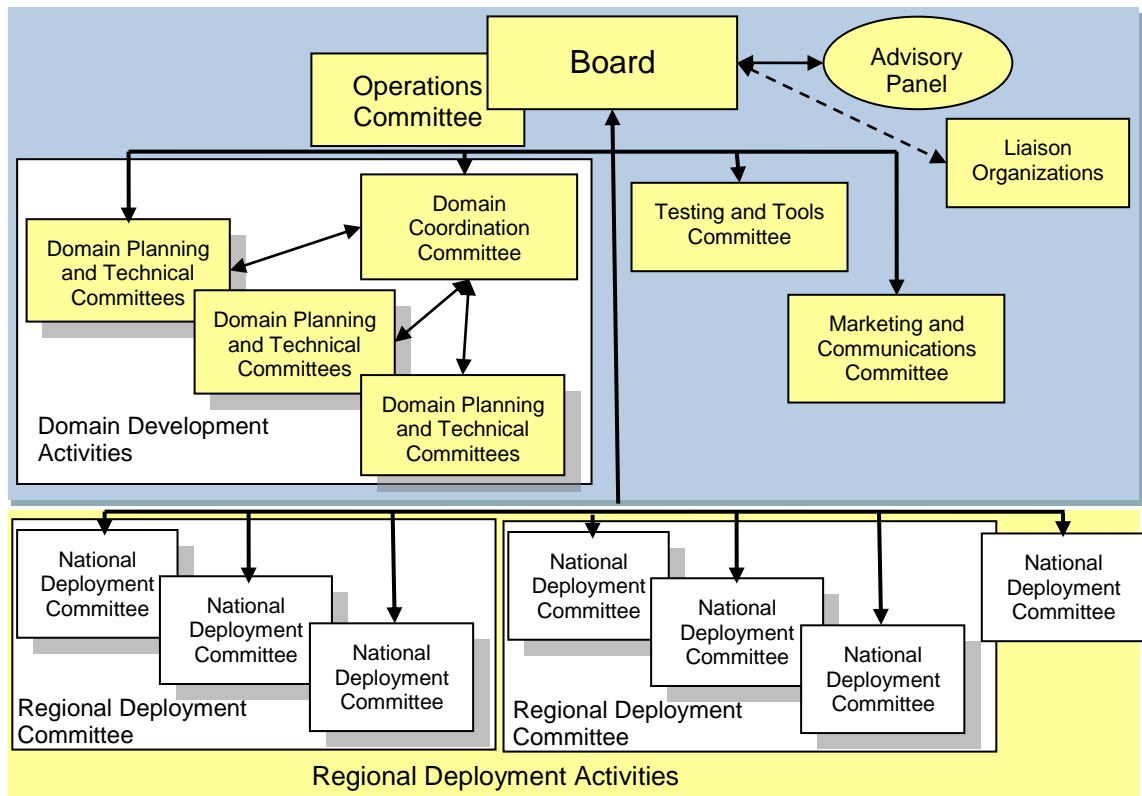 Board
Advisory
Panel
Operations
Committee
Liaison
Organizations
Domain
Coordination
Committee
Testing and Tools
Committee
Domain Planning
and Technical
Committees
Domain Planning
and Technical
Committees
Marketing and
Communications
Committee
Domain Planning
and Technical
Committees
Domain Development
Activities
National
Deployment
Committee
National
Deployment
Committee
National
Deployment
Committee
Regional Deployment
Committee
National
Deployment
Committee
National
Deployment
Committee
National
Deployment
Committee
Regional Deployment
Committee
National
Deployment
Committee
Regional Deployment Activities